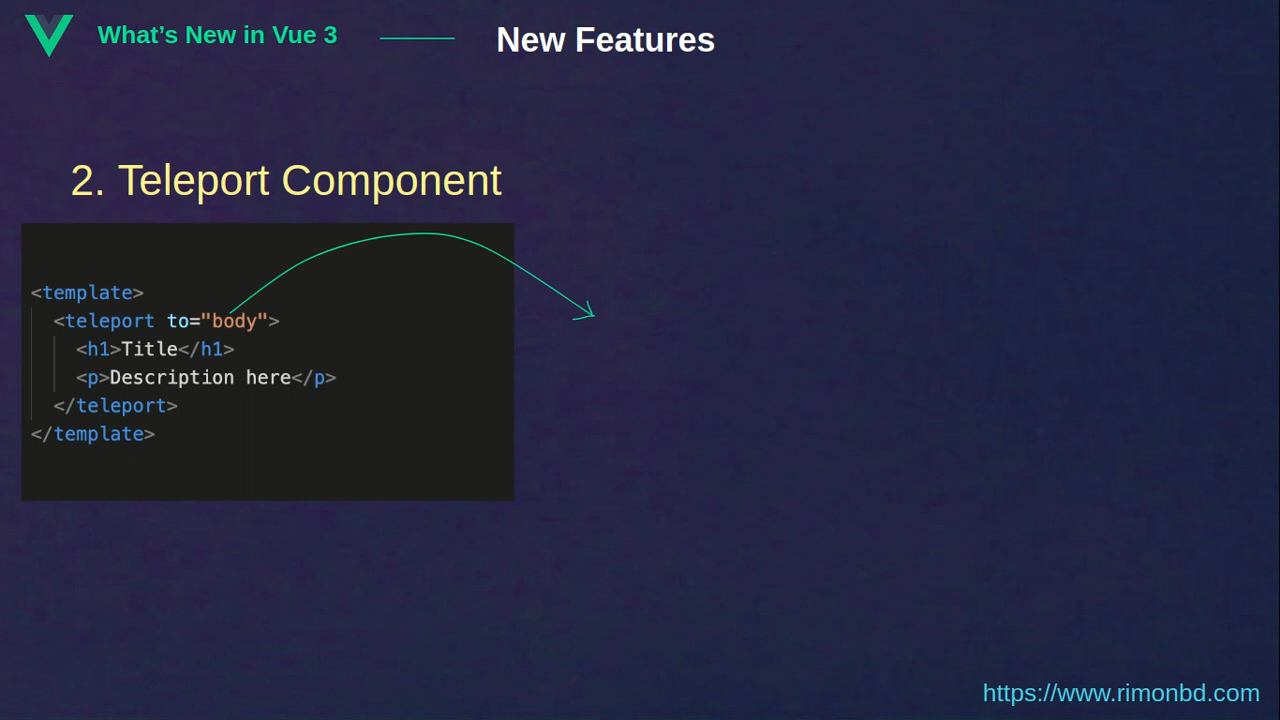 What’s New in Vue 3
New Features
2. Teleport Component
<template>
<teleport to="body">
<h1>Title</h1>
<p>Description here</p>
</teleport>
</template>
https://www.rimonbd.com